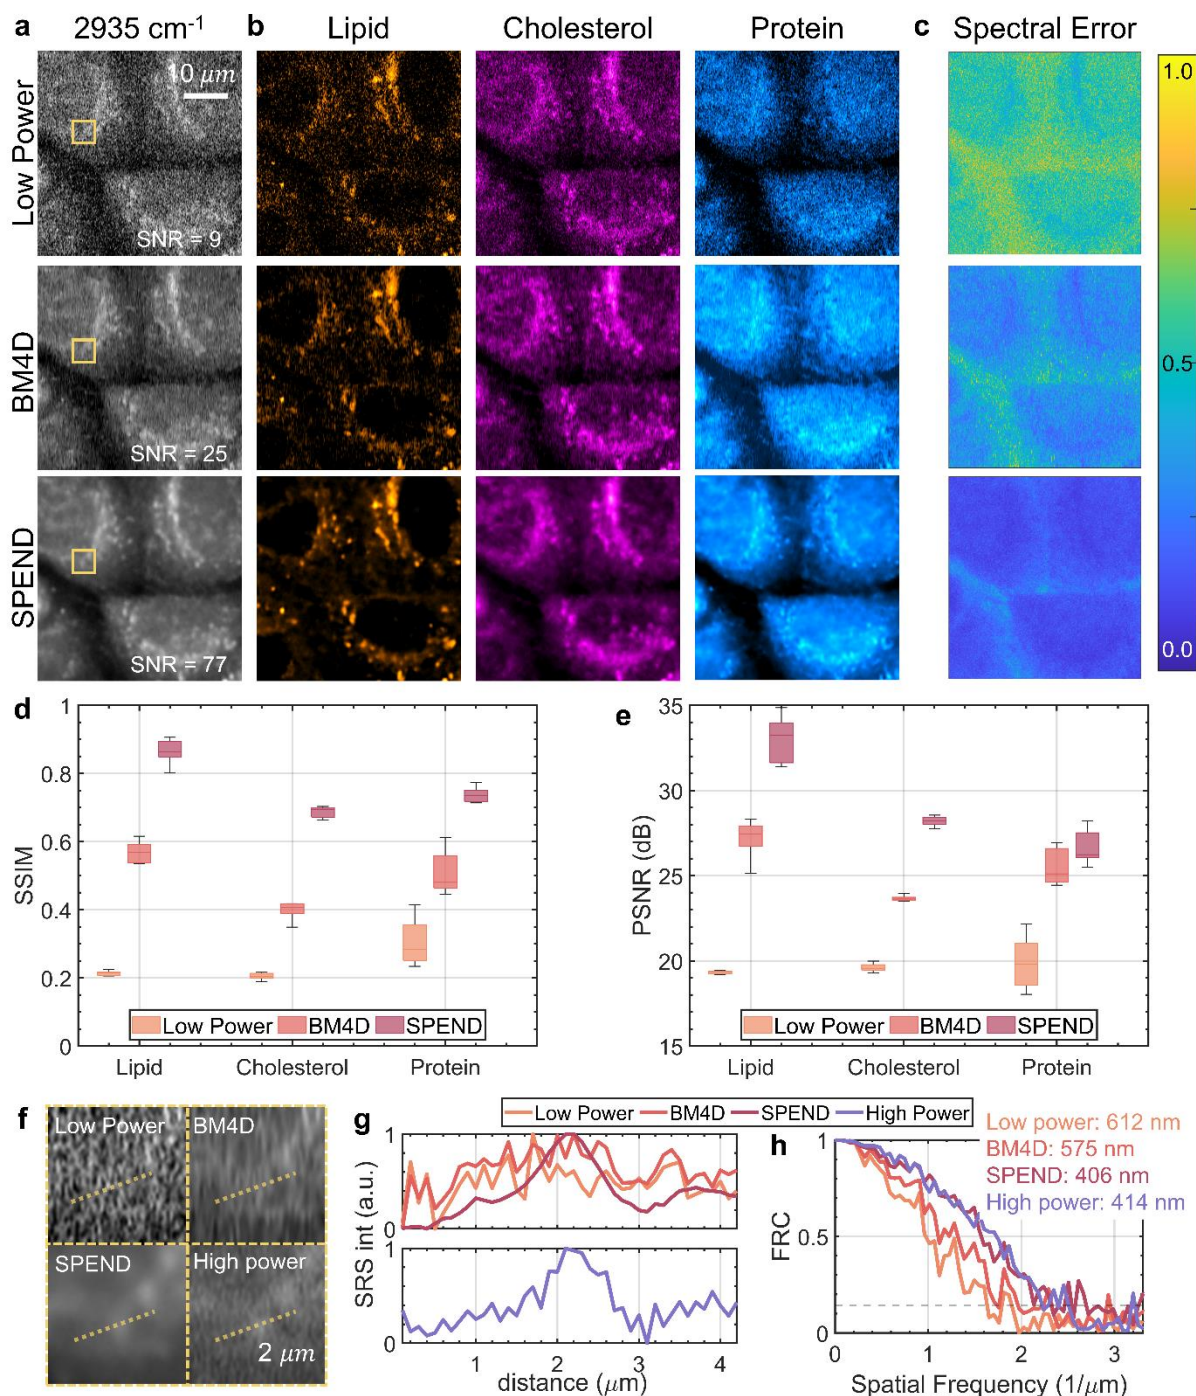 a 2935 cm⁻¹ b Lipid Cholesterol Protein c Spectral Error
Low Power
10 μm
SNR = 9
1.0
BM4D
SNR = 25
0.5
SPEND
SNR = 77
0.0
d
SSIM
1
0.8
0.6
0.4
0.2
0
Low Power BM4D SPEND
Lipid Cholesterol Protein
e
PSNR (dB)
35
30
25
20
15
Low Power BM4D SPEND
Lipid Cholesterol Protein
f
Low Power BM4D
SPEND High power
2 μm
Low Power BM4D SPEND High Power
g
SRS int (a.u.)
1
0
1
0
1 2 3 4
distance (μm)
h
Low power: 612 nm
BM4D: 575 nm
SPEND: 406 nm
High power: 414 nm
FRC
1
0.5
0
0 1 2 3
Spatial Frequency (1/μm)